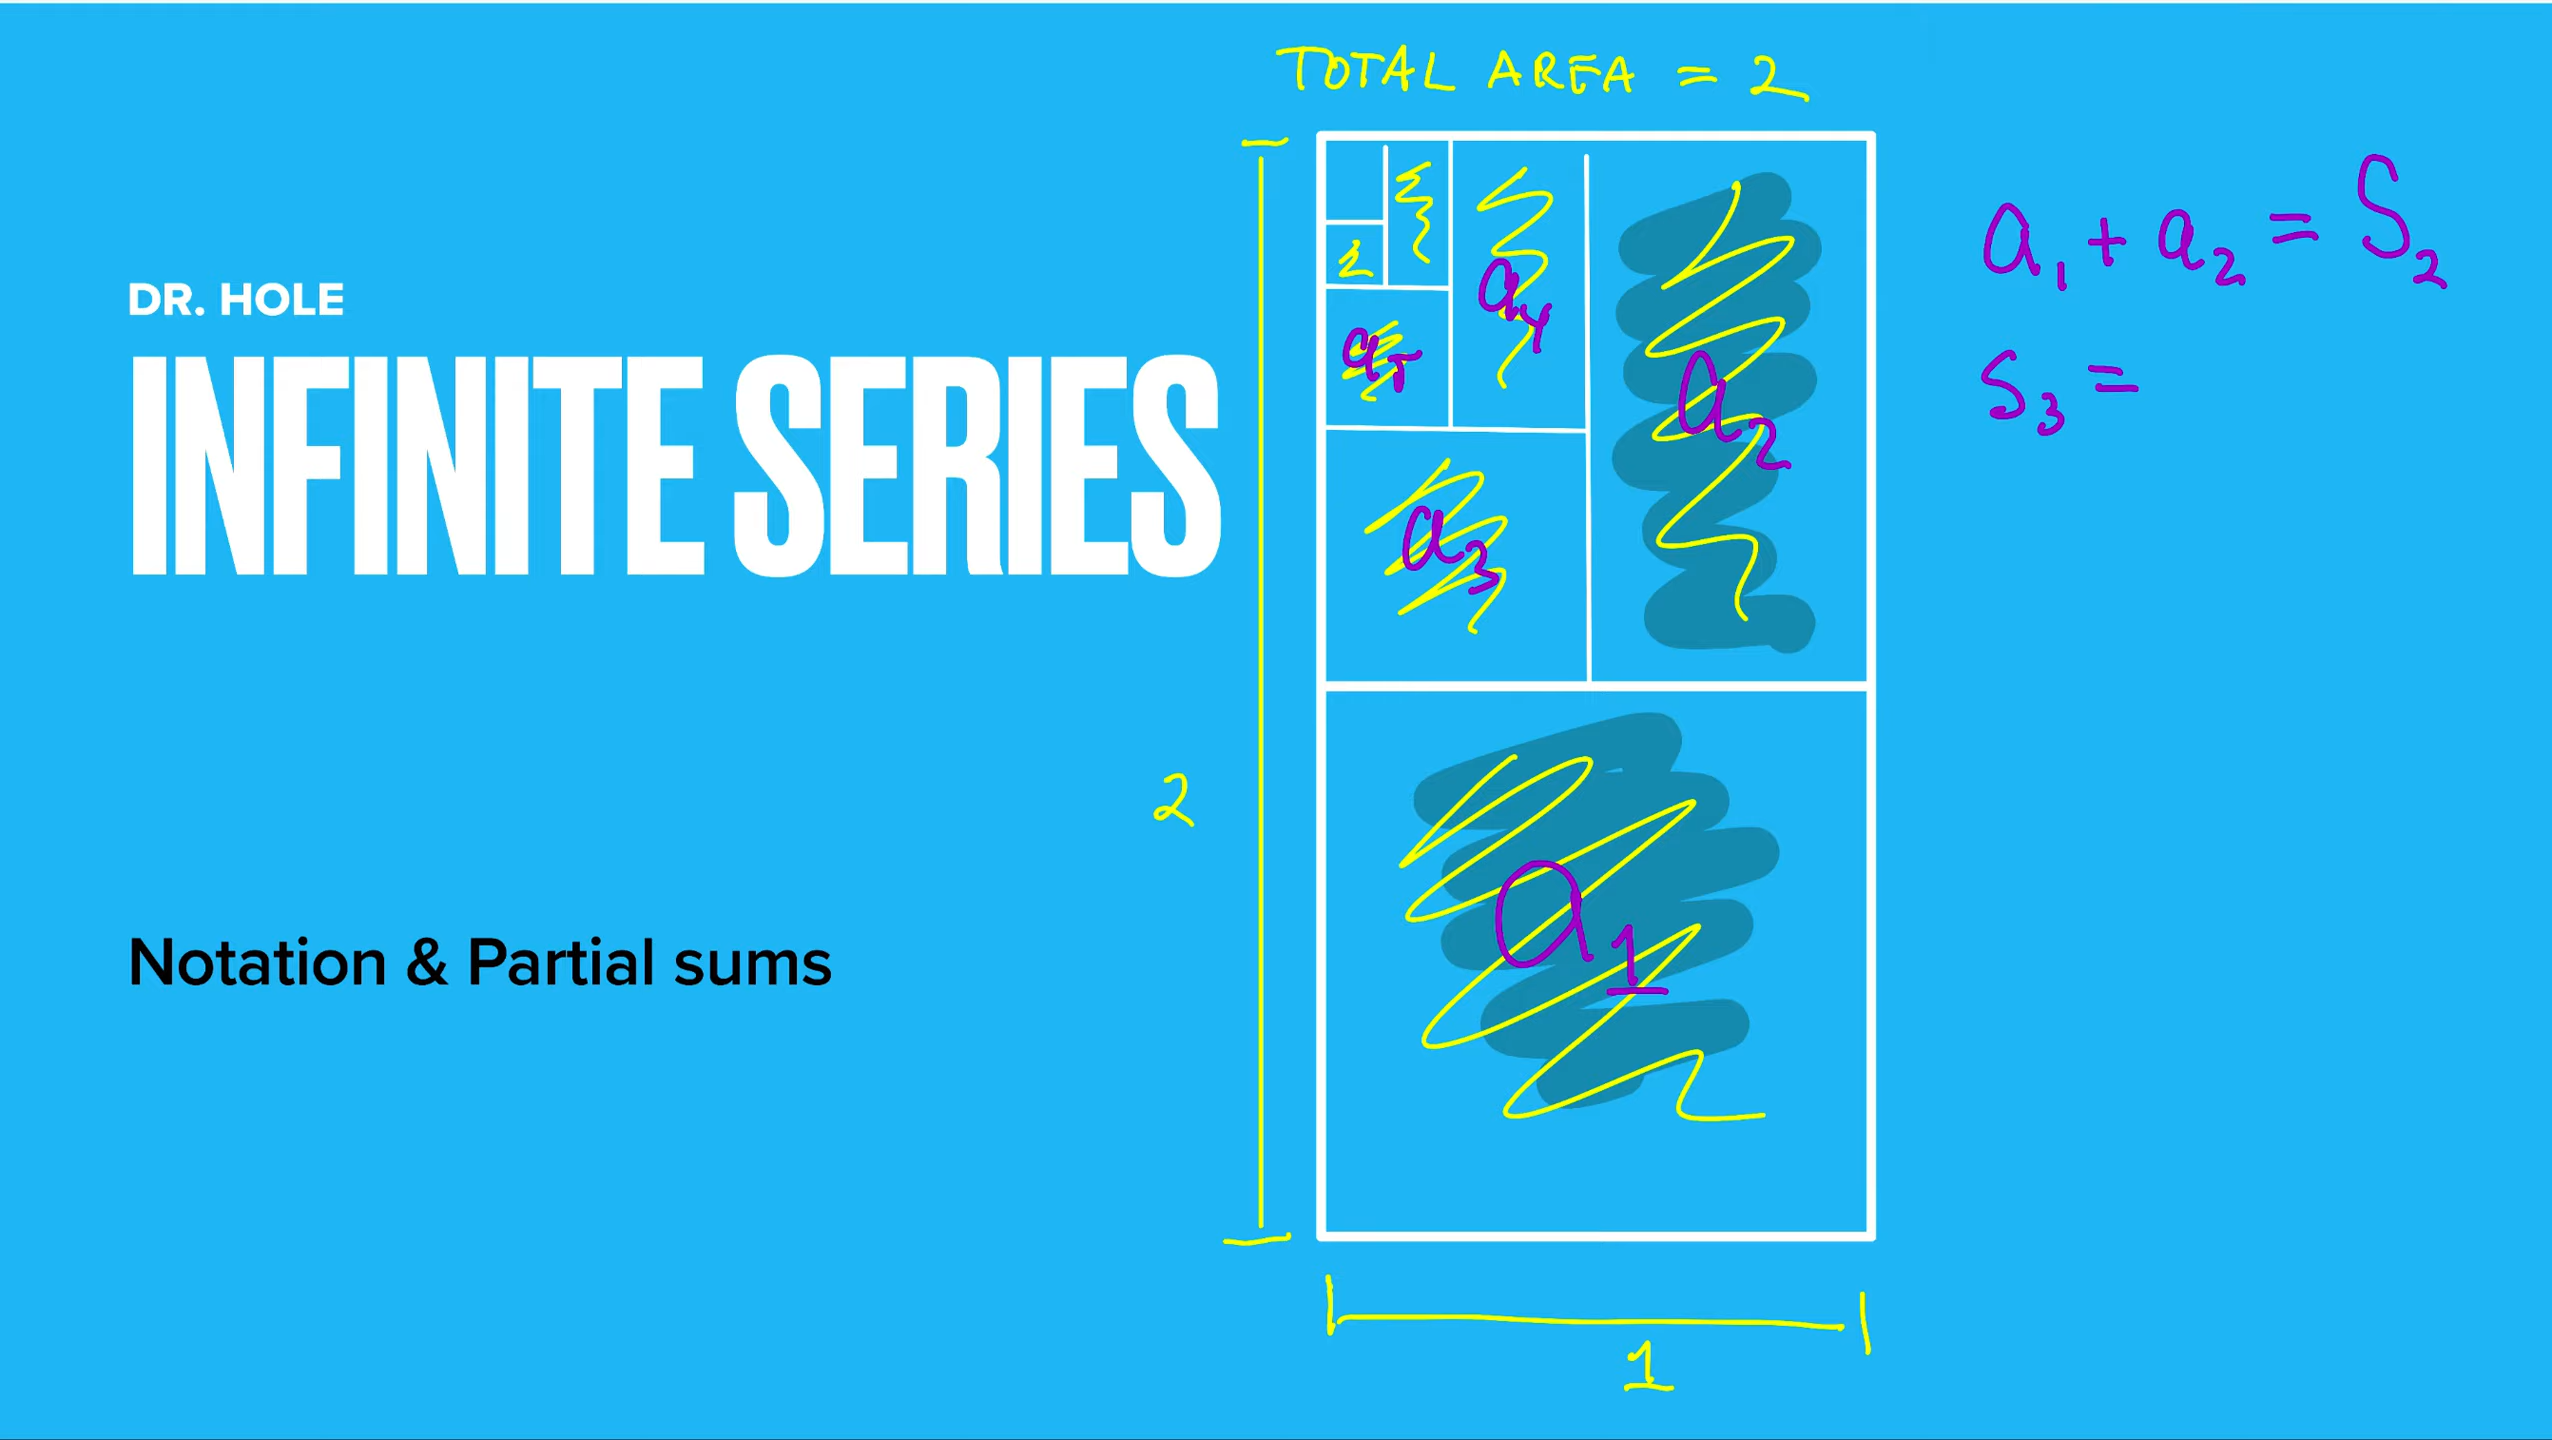 DR. HOLE
INFINITE SERIES
Notation & Partial sums
TOTAL AREA = 2
2
1
a₁
a₂
a₃
a₄
a₅
a₁ + a₂ = S₂
S₃ =